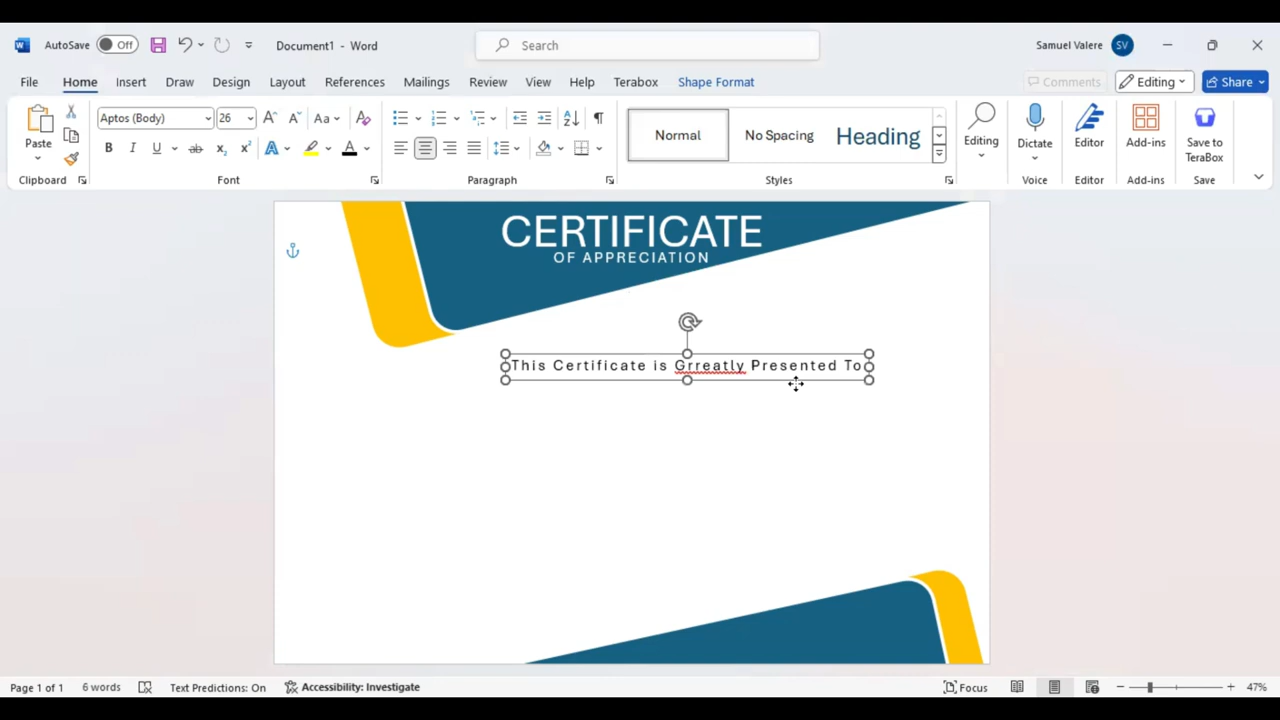 AutoSave Off Document1 - Word Search Samuel Valere SV
File Home Insert Draw Design Layout References Mailings Review View Help Terabox Shape Format Comments Editing Share
Paste Aptos (Body) 26 Aa Normal No Spacing Heading Editing Dictate Editor Add-ins Save to TeraBox
Clipboard Font Paragraph Styles Voice Editor Add-ins Save
CERTIFICATE
OF APPRECIATION
This Certificate is Grreatly Presented To
Page 1 of 1 6 words Text Predictions: On Accessibility: Investigate Focus 47%